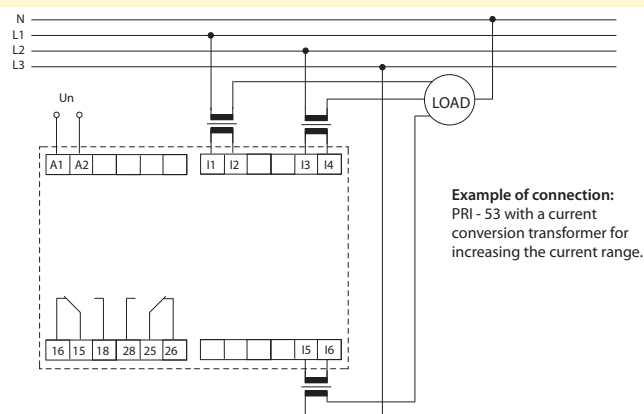 N
L1
L2
L3
Un
LOAD
A1 A2 I1 I2 I3 I4
Example of connection:
PRI - 53 with a current
conversion transformer for
increasing the current range.
16 15 18 28 25 26 I5 I6